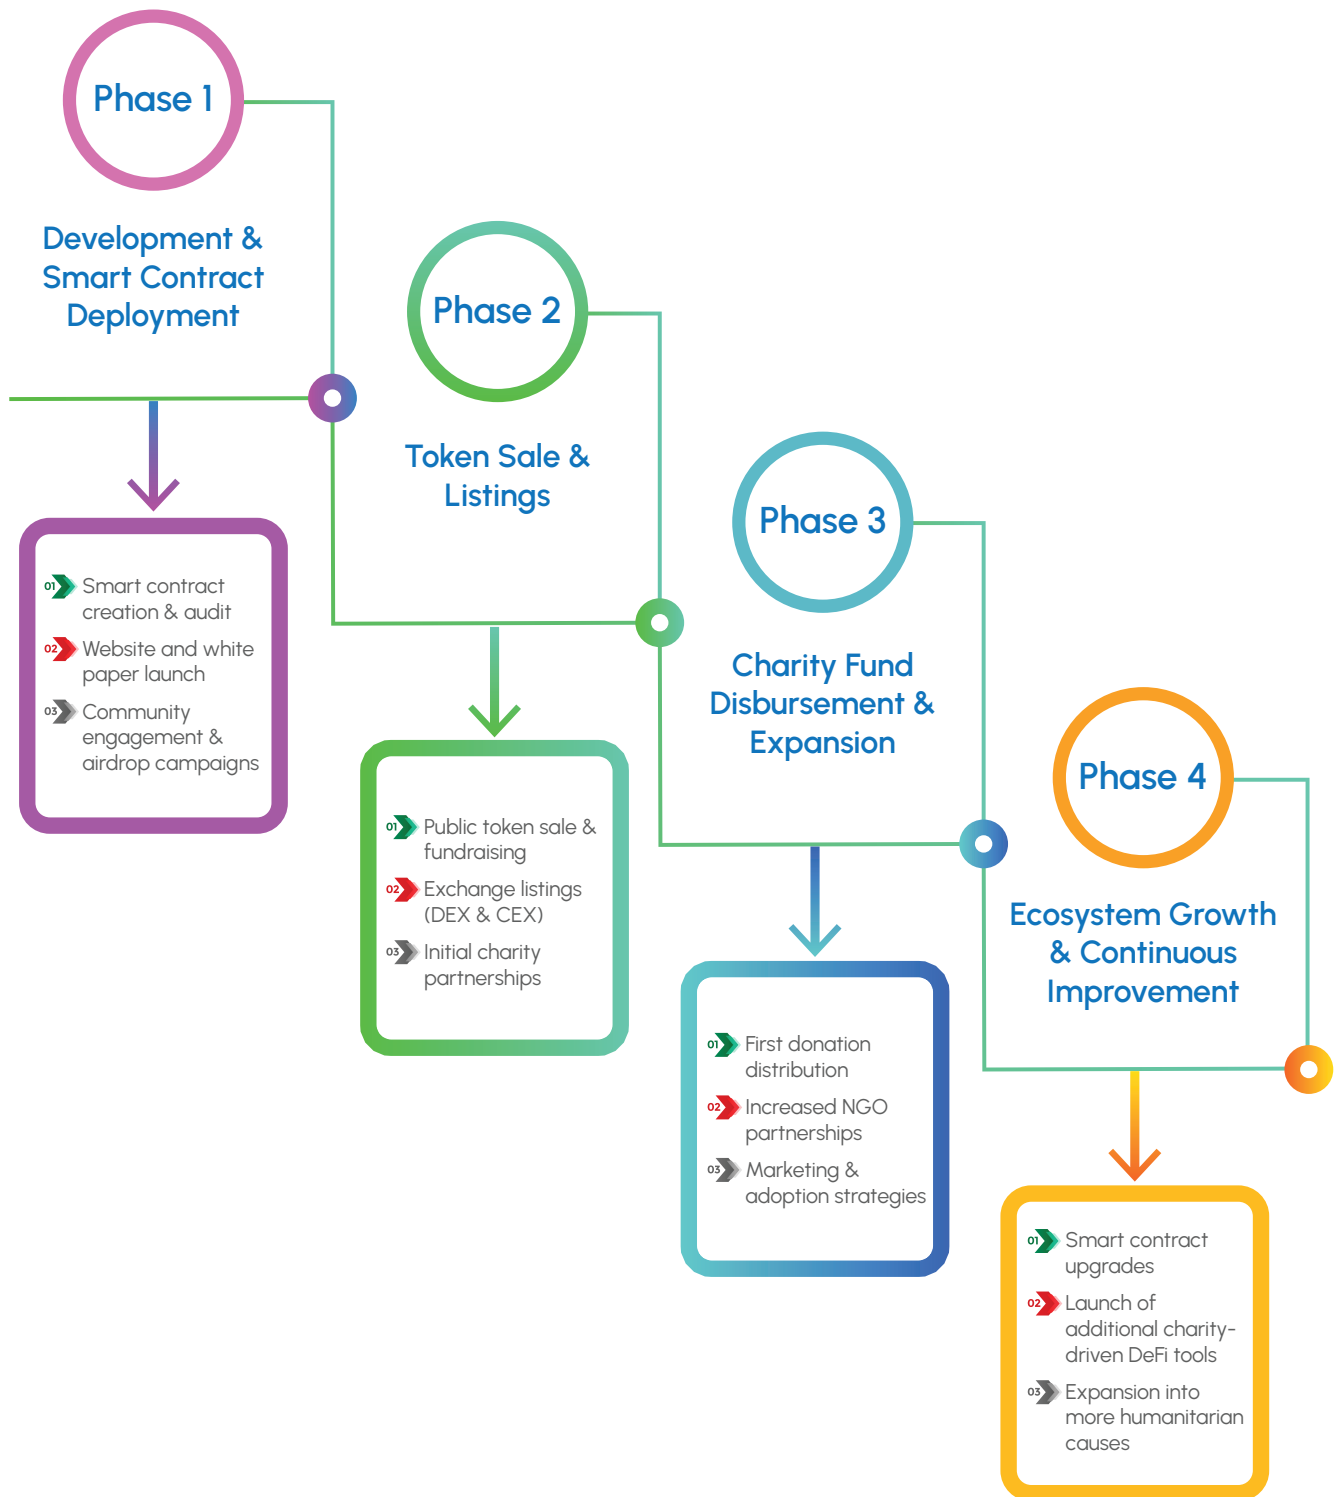 Phase 1
Development &
Smart Contract
Deployment
01 Smart contract
creation & audit
02 Website and white
paper launch
03 Community
engagement &
airdrop campaigns
Phase 2
Token Sale &
Listings
01 Public token sale &
fundraising
02 Exchange listings
(DEX & CEX)
03 Initial charity
partnerships
Phase 3
Charity Fund
Disbursement &
Expansion
01 First donation
distribution
02 Increased NGO
partnerships
03 Marketing &
adoption strategies
Phase 4
Ecosystem Growth
& Continuous
Improvement
01 Smart contract
upgrades
02 Launch of
additional charity-
driven DeFi tools
03 Expansion into
more humanitarian
causes